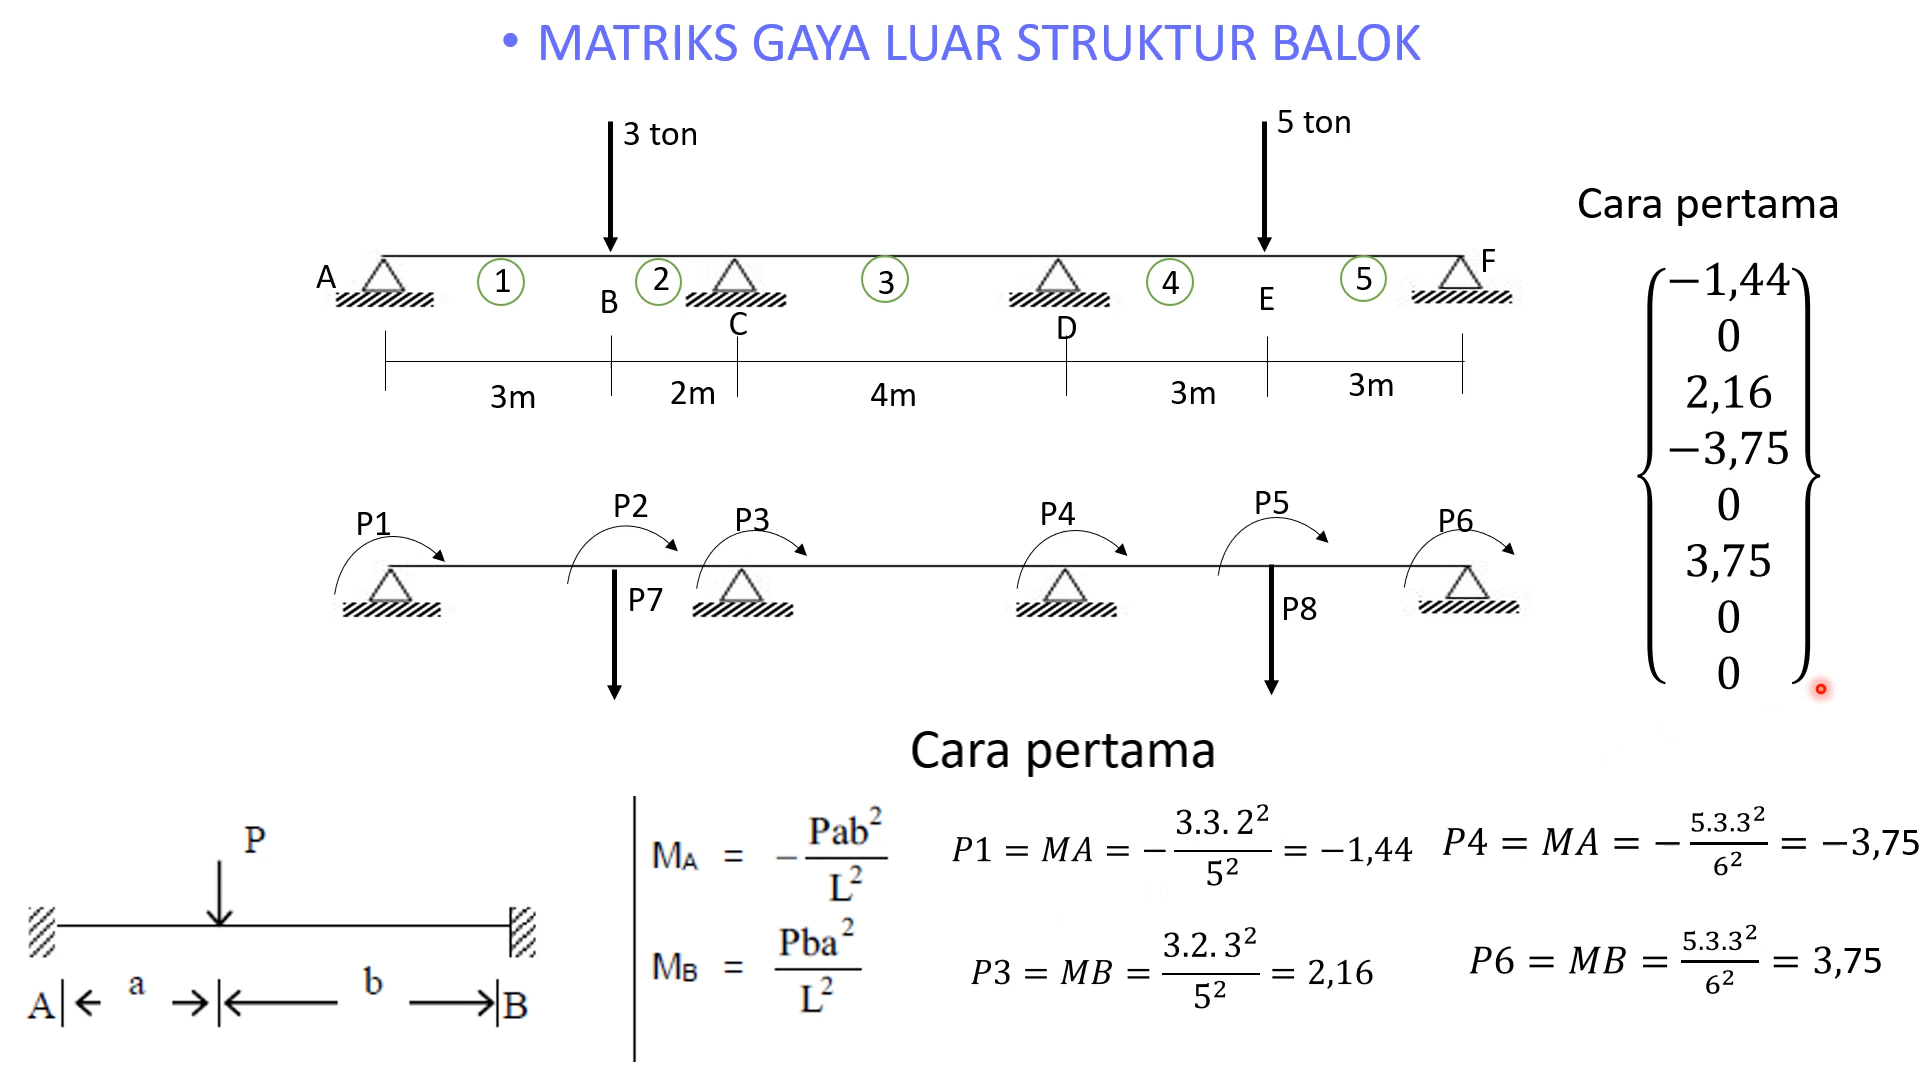 • MATRIKS GAYA LUAR STRUKTUR BALOK
3 ton
5 ton
Cara pertama
A
1
B
2
C
3
D
4
E
5
F
3m
2m
4m
3m
3m
−1,44
0
2,16
−3,75
0
3,75
0
0
P1
P2
P3
P4
P5
P6
P7
P8
Cara pertama
P
A
a
b
B
MA = −Pab²/L²
MB = Pba²/L²
P1 = MA = −3.3.2²/5² = −1,44
P3 = MB = 3.2.3²/5² = 2,16
P4 = MA = −5.3.3²/6² = −3,75
P6 = MB = 5.3.3²/6² = 3,75